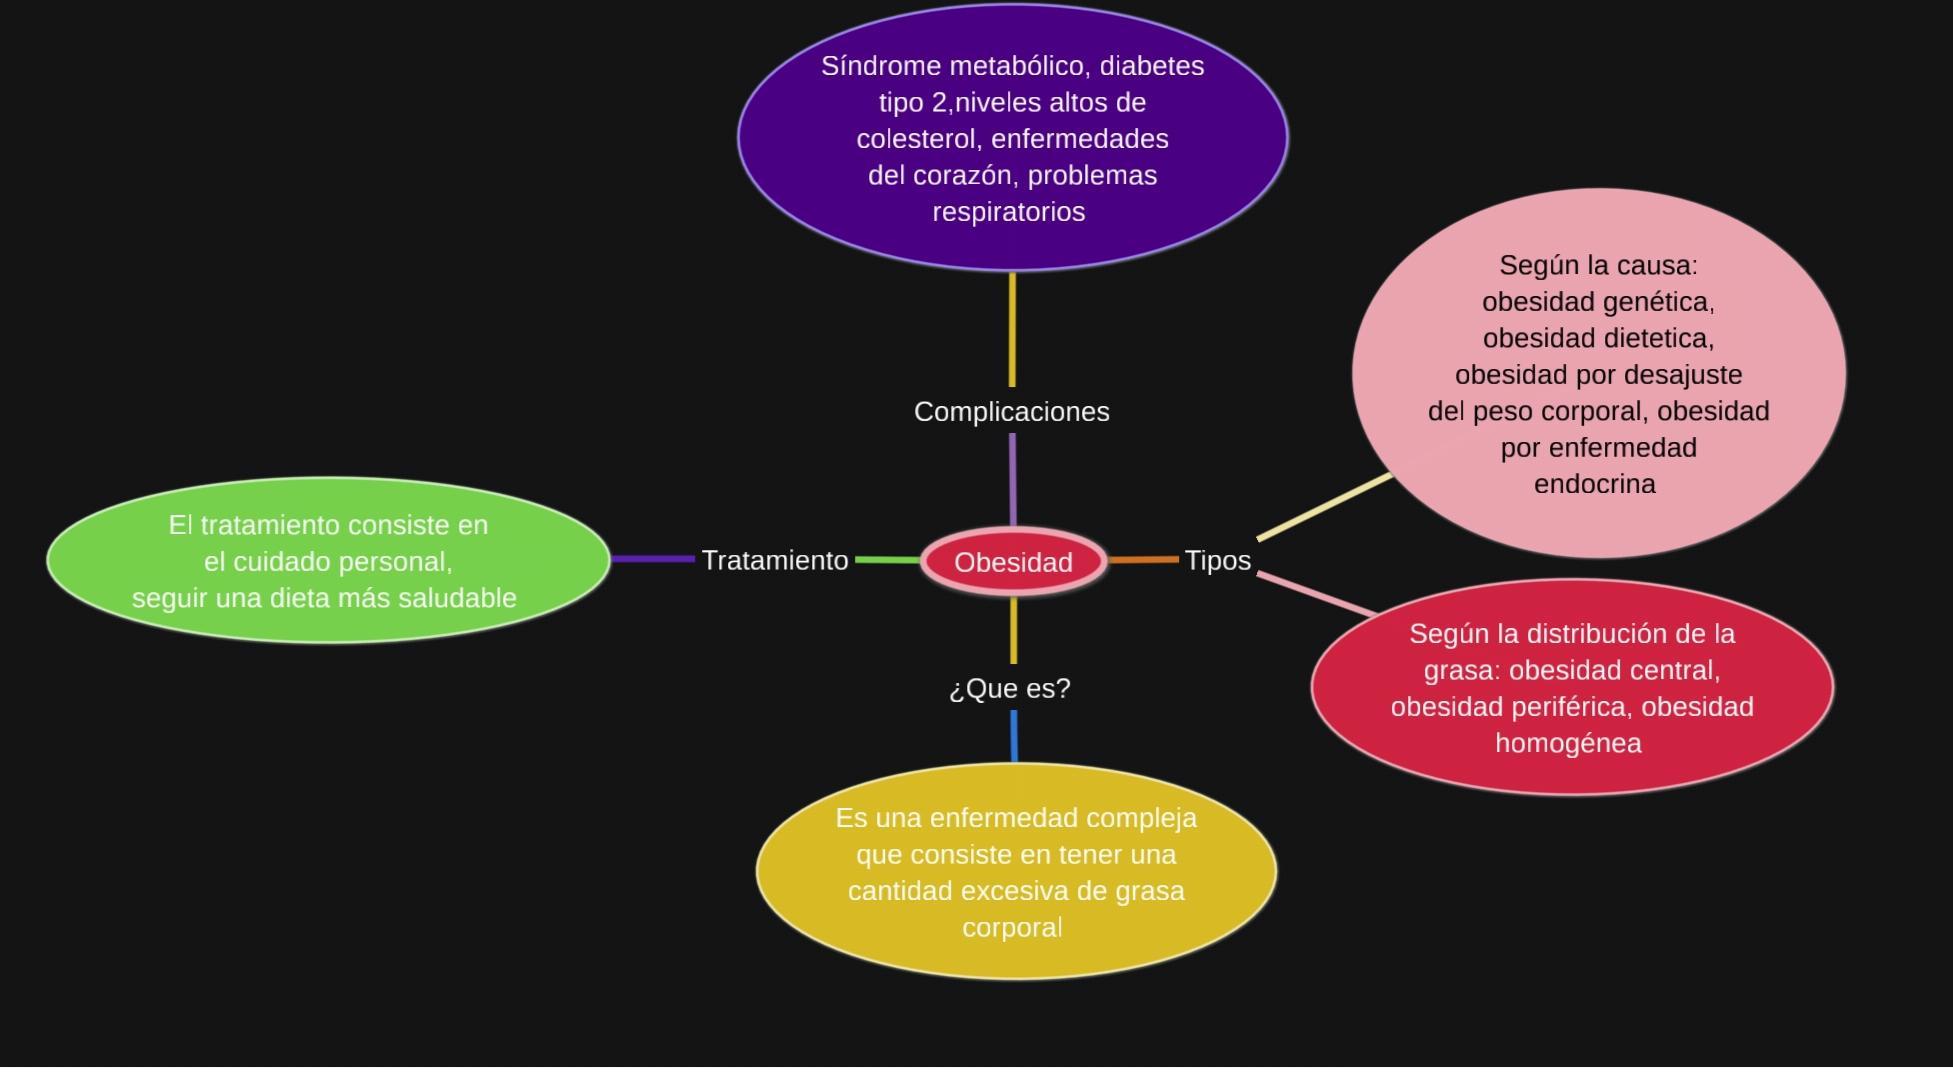 Síndrome metabólico, diabetes
tipo 2,niveles altos de
colesterol, enfermedades
del corazón, problemas
respiratorios
Complicaciones
Según la causa:
obesidad genética,
obesidad dietetica,
obesidad por desajuste
del peso corporal, obesidad
por enfermedad
endocrina
El tratamiento consiste en
el cuidado personal,
seguir una dieta más saludable
Tratamiento
Obesidad
Tipos
Según la distribución de la
grasa: obesidad central,
obesidad periférica, obesidad
homogénea
¿Que es?
Es una enfermedad compleja
que consiste en tener una
cantidad excesiva de grasa
corporal